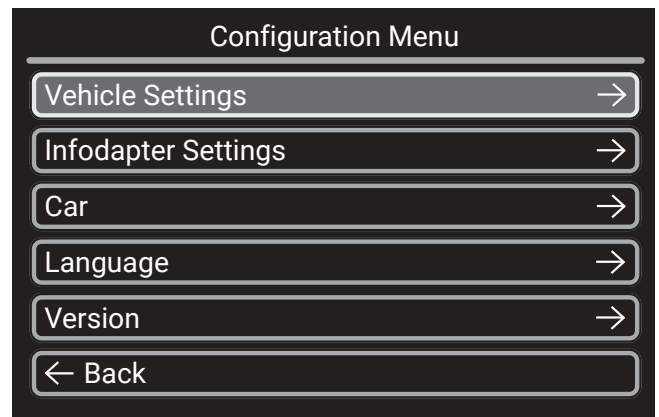 Configuration Menu
Vehicle Settings →
Infodapter Settings →
Car →
Language →
Version →
← Back